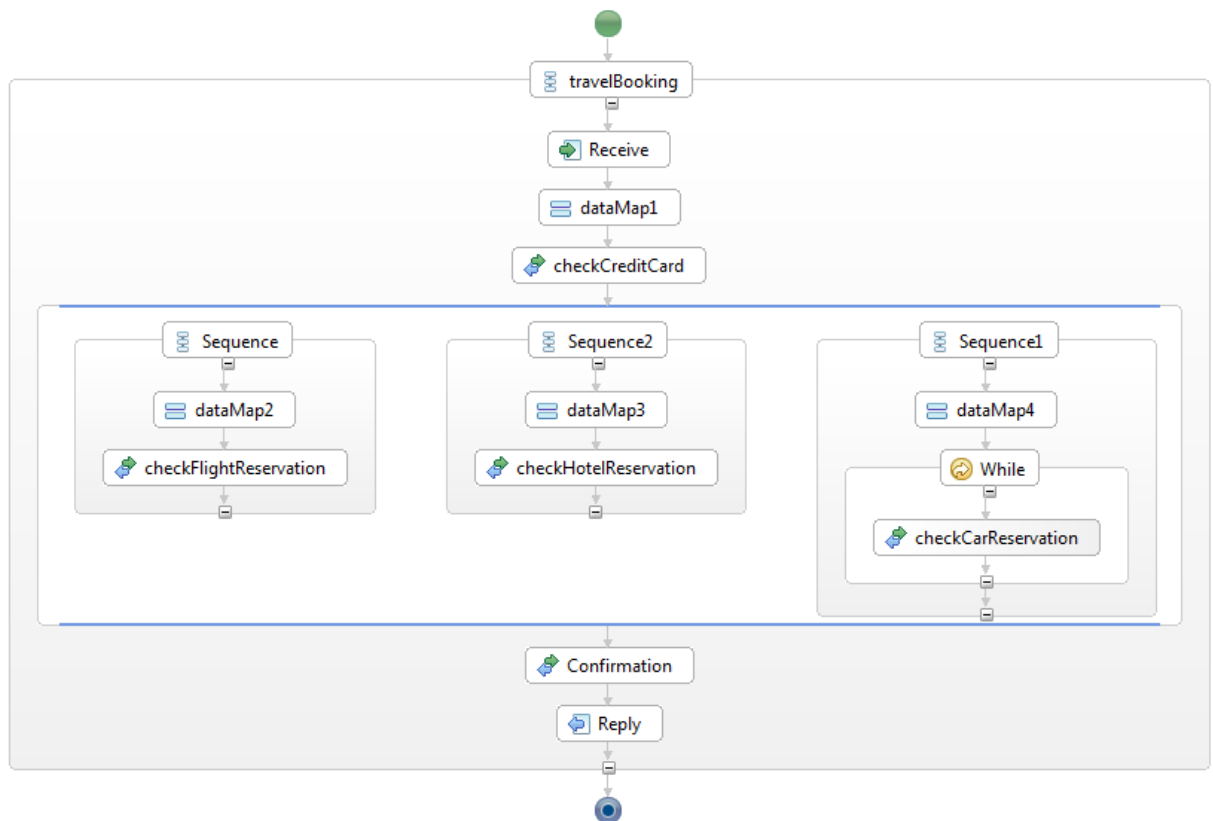 travelBooking
Receive
dataMap1
checkCreditCard
Sequence
Sequence2
Sequence1
dataMap2
dataMap3
dataMap4
checkFlightReservation
checkHotelReservation
While
checkCarReservation
Confirmation
Reply